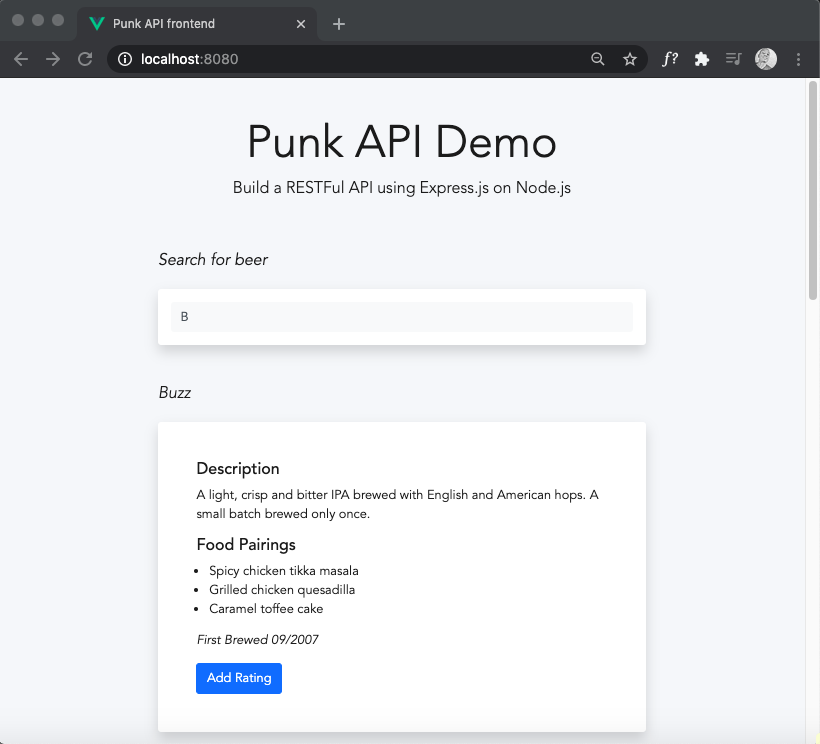 Punk API frontend
localhost:8080
f?
Punk API Demo
Build a RESTFul API using Express.js on Node.js
Search for beer
B
Buzz
Description
A light, crisp and bitter IPA brewed with English and American hops. A
small batch brewed only once.
Food Pairings
Spicy chicken tikka masala
Grilled chicken quesadilla
Caramel toffee cake
First Brewed 09/2007
Add Rating